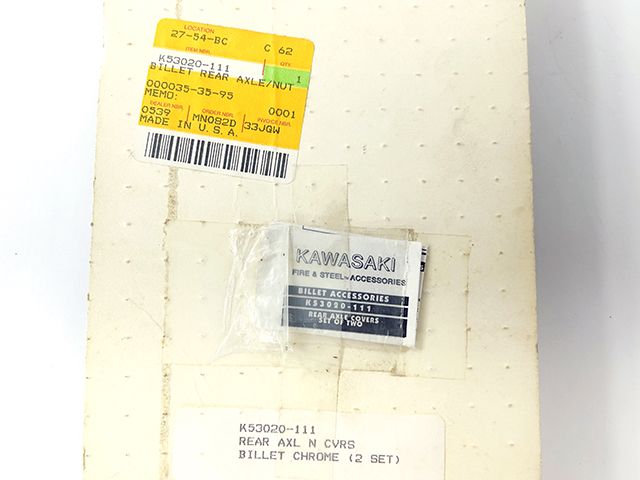 LOCATION
27-54-BC C 62
ITEM NBR. QTY.
K53020-111 1
BILLET REAR AXLE/NUT
000035-35-95
MEMO: 0001
DEALER NBR. ORDER NBR. INVOICE NBR.
0539 MN082D 33JGW
MADE IN U.S.A.
KAWASAKI
FIRE & STEEL ACCESSORIES
BILLET ACCESSORIES
K53020-111
REAR AXLE COVERS
SET OF TWO
K53020-111
REAR AXL N CVRS
BILLET CHROME (2 SET)